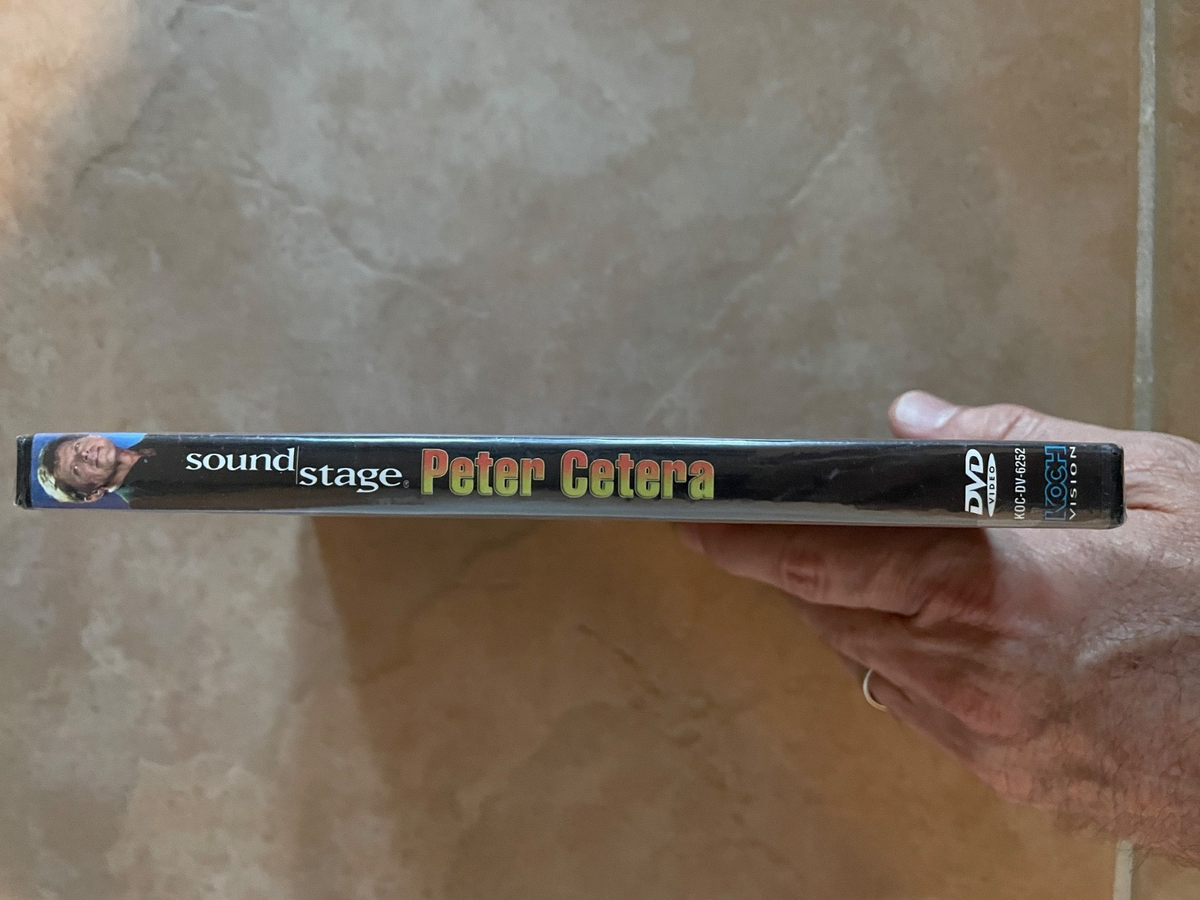 sound stage® Peter Cetera
DVD
VIDEO
KOC-DV-6252
KOCH
VISION